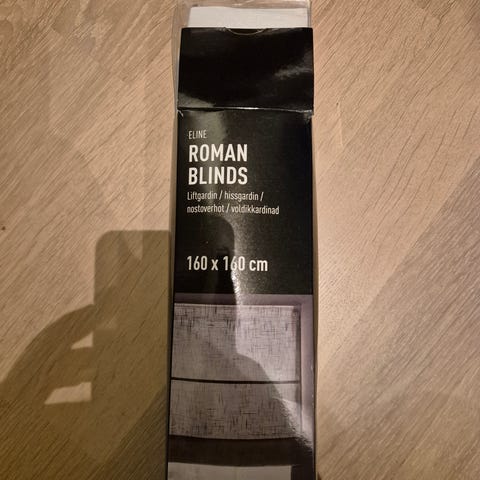 ELINE
ROMAN
BLINDS
Liftgardin / hissgardin /
nostoverhot / voldikkardinad
160 x 160 cm